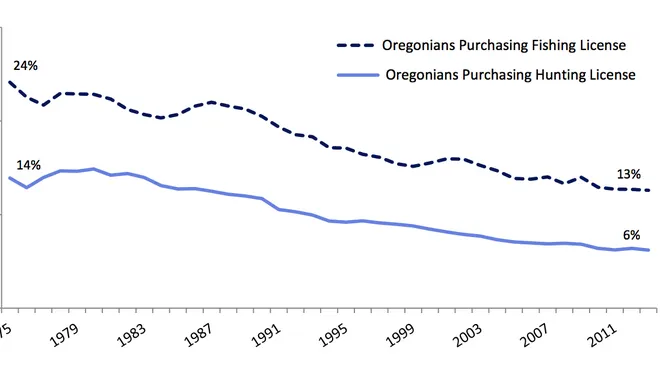 Oregonians Purchasing Fishing License
Oregonians Purchasing Hunting License
24%
14%
13%
6%
75 1979 1983 1987 1991 1995 1999 2003 2007 2011